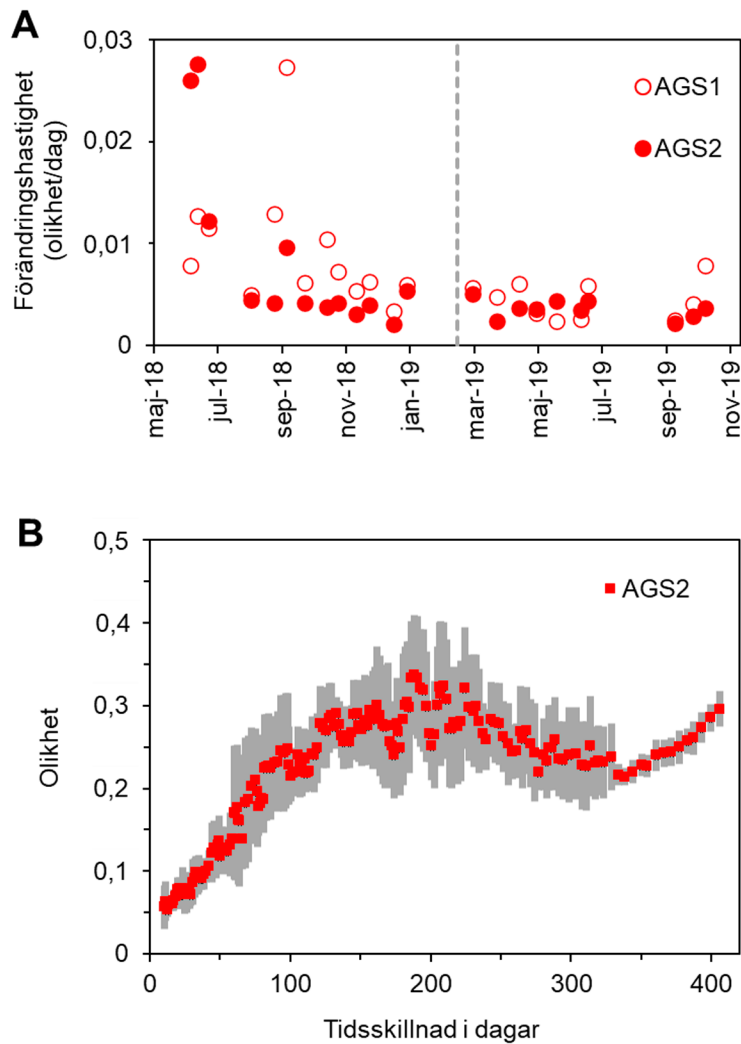 A
Förändringshastighet
(olikhet/dag)
0,03
0,02
0,01
0
AGS1
AGS2
maj-18
jul-18
sep-18
nov-18
jan-19
mar-19
maj-19
jul-19
sep-19
nov-19
B
Olikhet
0,5
0,4
0,3
0,2
0,1
0
AGS2
0
100
200
300
400
Tidsskillnad i dagar